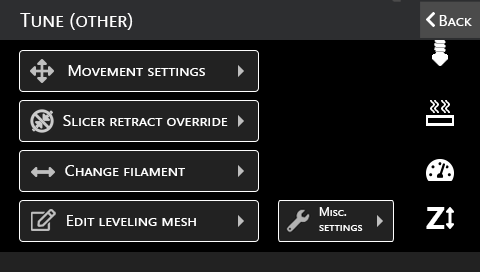 Tune (other)
Back
Movement settings
Slicer retract override
Change filament
Edit leveling mesh
Misc.
settings
Z